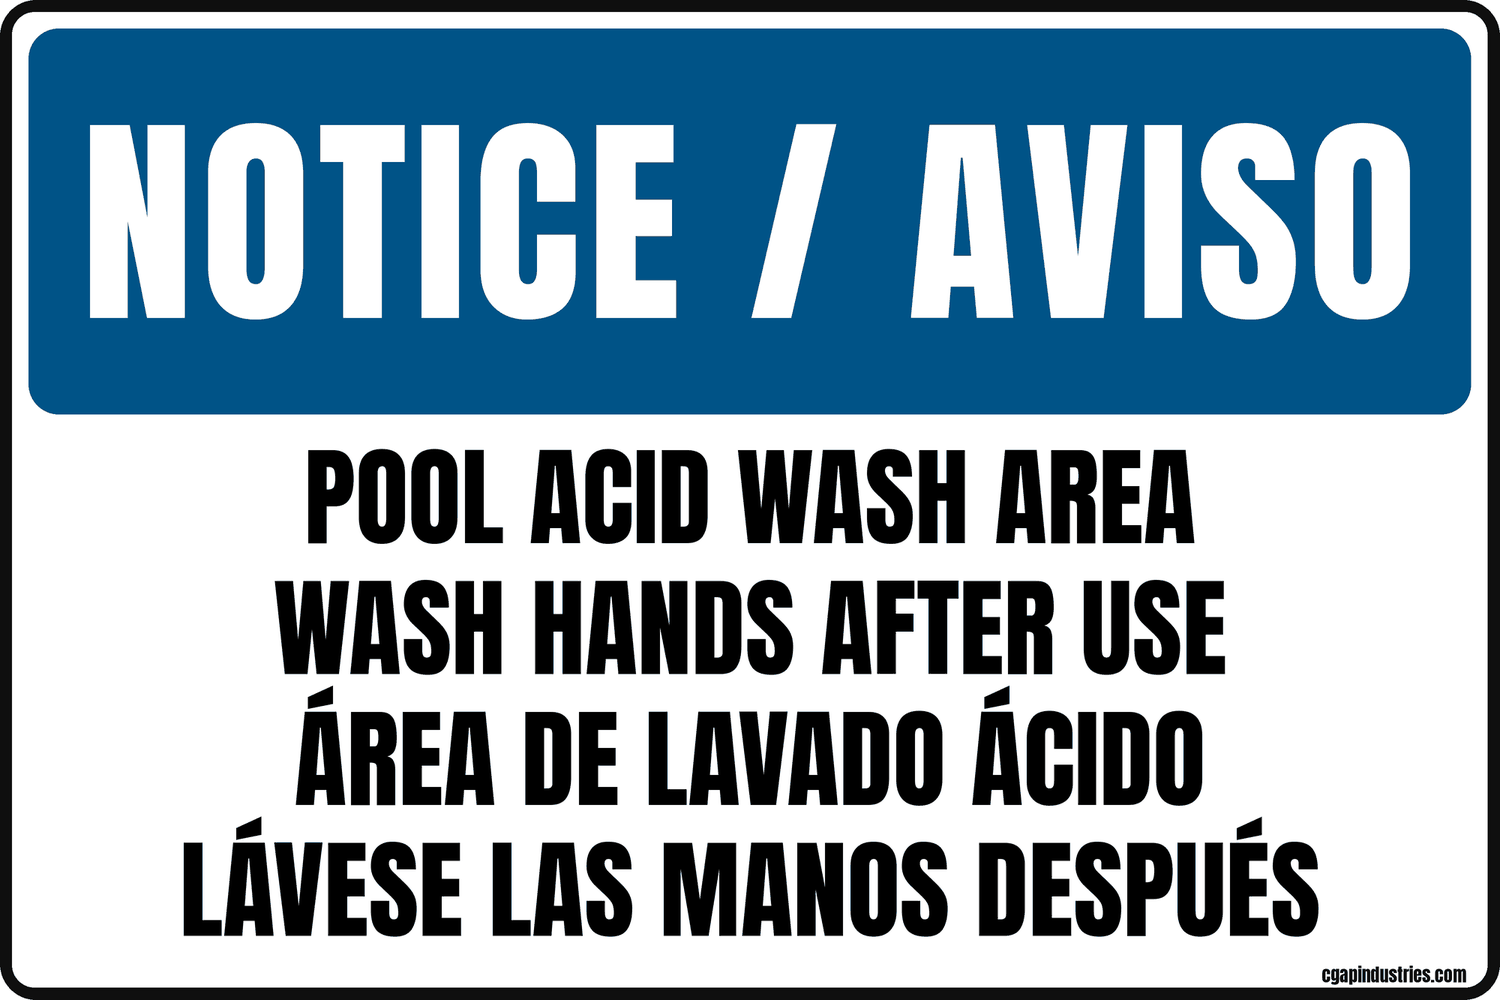 NOTICE / AVISO
POOL ACID WASH AREA
WASH HANDS AFTER USE
ÁREA DE LAVADO ÁCIDO
LÁVESE LAS MANOS DESPUÉS
cgapindustries.com